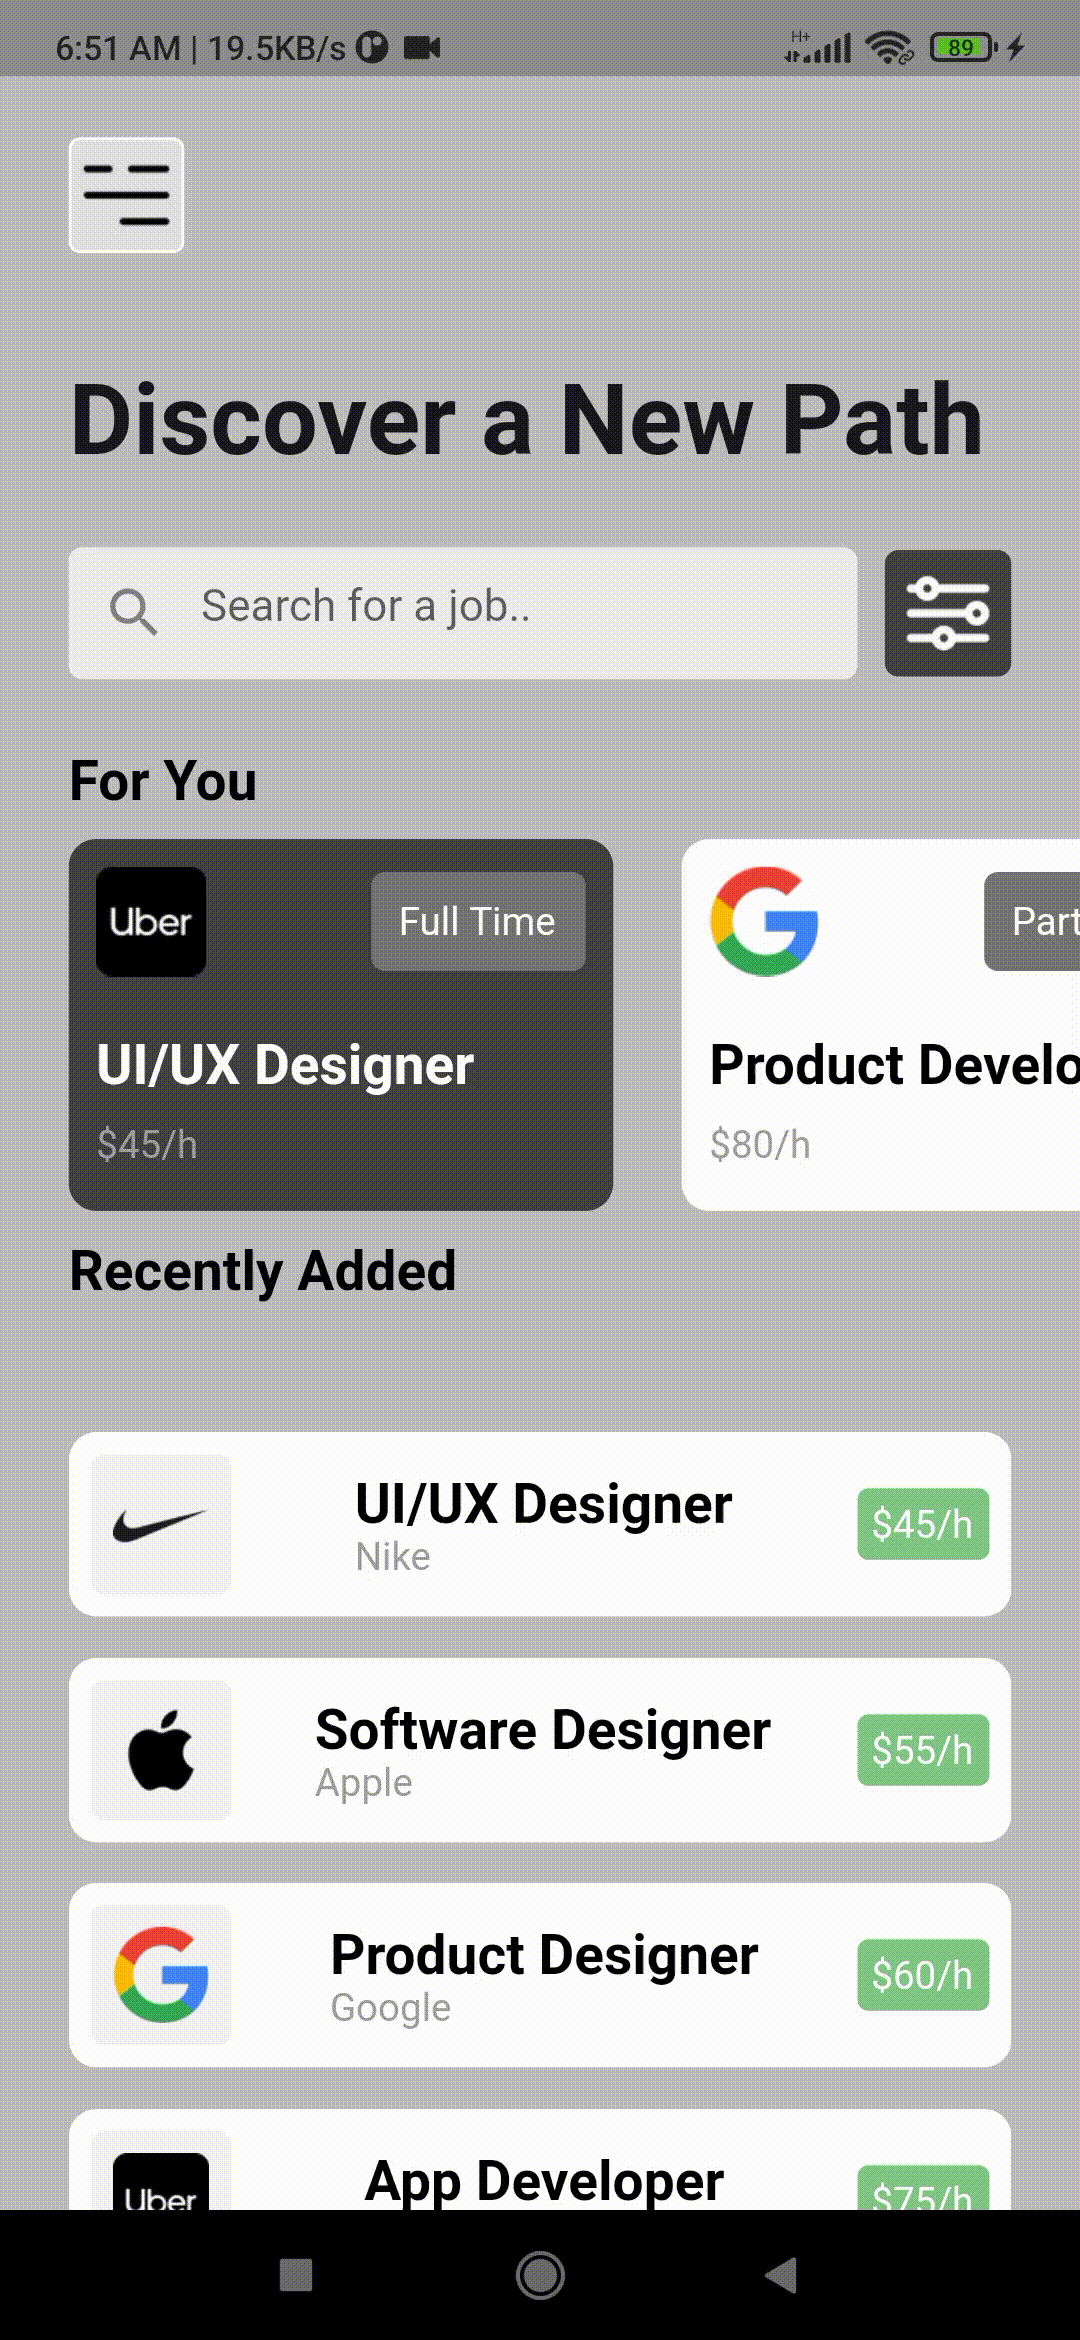 6:51 AM | 19.5KB/s
H+
89
Discover a New Path
Search for a job..
For You
Uber
Full Time
Part
UI/UX Designer
Product Develo
$45/h
$80/h
Recently Added
UI/UX Designer
Nike
$45/h
Software Designer
Apple
$55/h
Product Designer
Google
$60/h
Uber
App Developer
$75/h